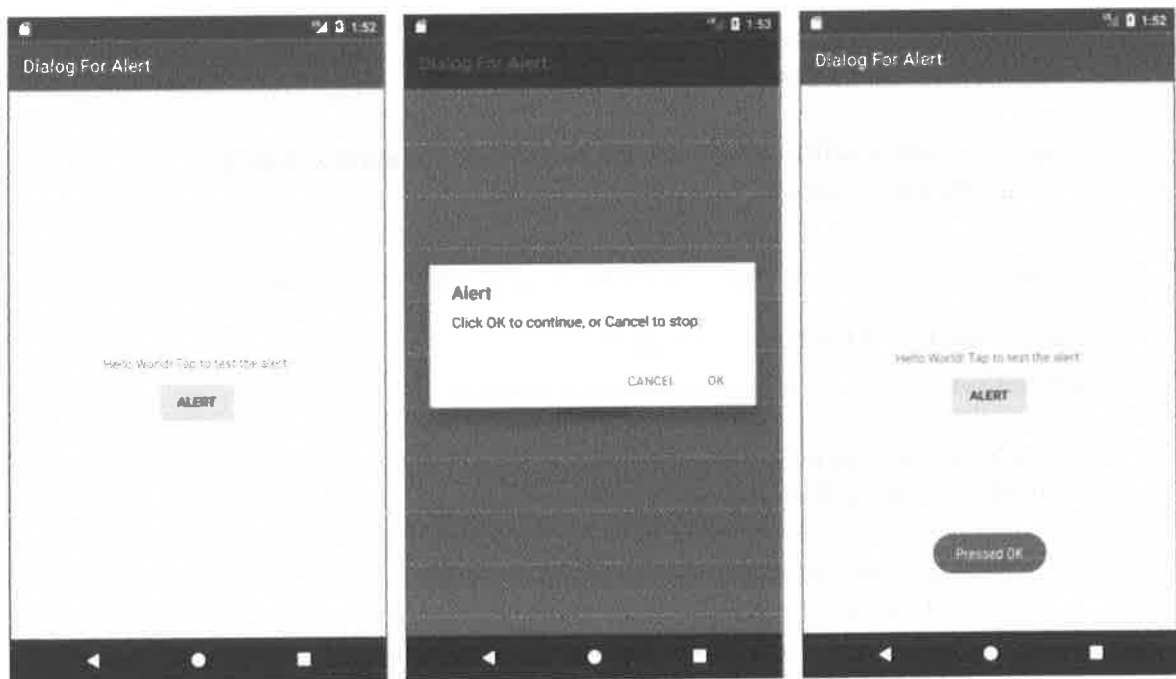 1:52
Dialog For Alert
Hello World! Tap to test the alert
ALERT
1:53
Dialog For Alert
Alert
Click OK to continue, or Cancel to stop
CANCEL
OK
1:52
Dialog For Alert
Hello World! Tap to test the alert
ALERT
Pressed OK